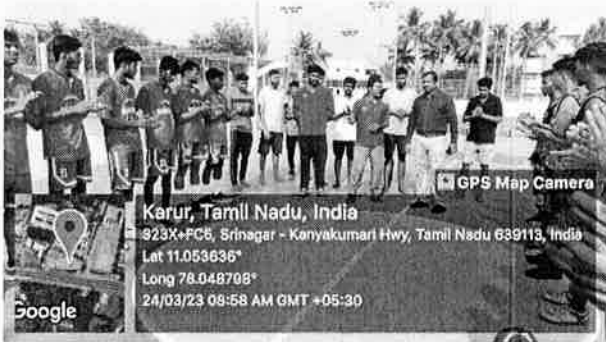 GPS Map Camera
Karur, Tamil Nadu, India
323X+FC6, Srinagar - Kanyakumari Hwy, Tamil Nadu 639113, India
Lat 11.053636°
Long 78.048708°
24/03/23 08:58 AM GMT +05:30
Google